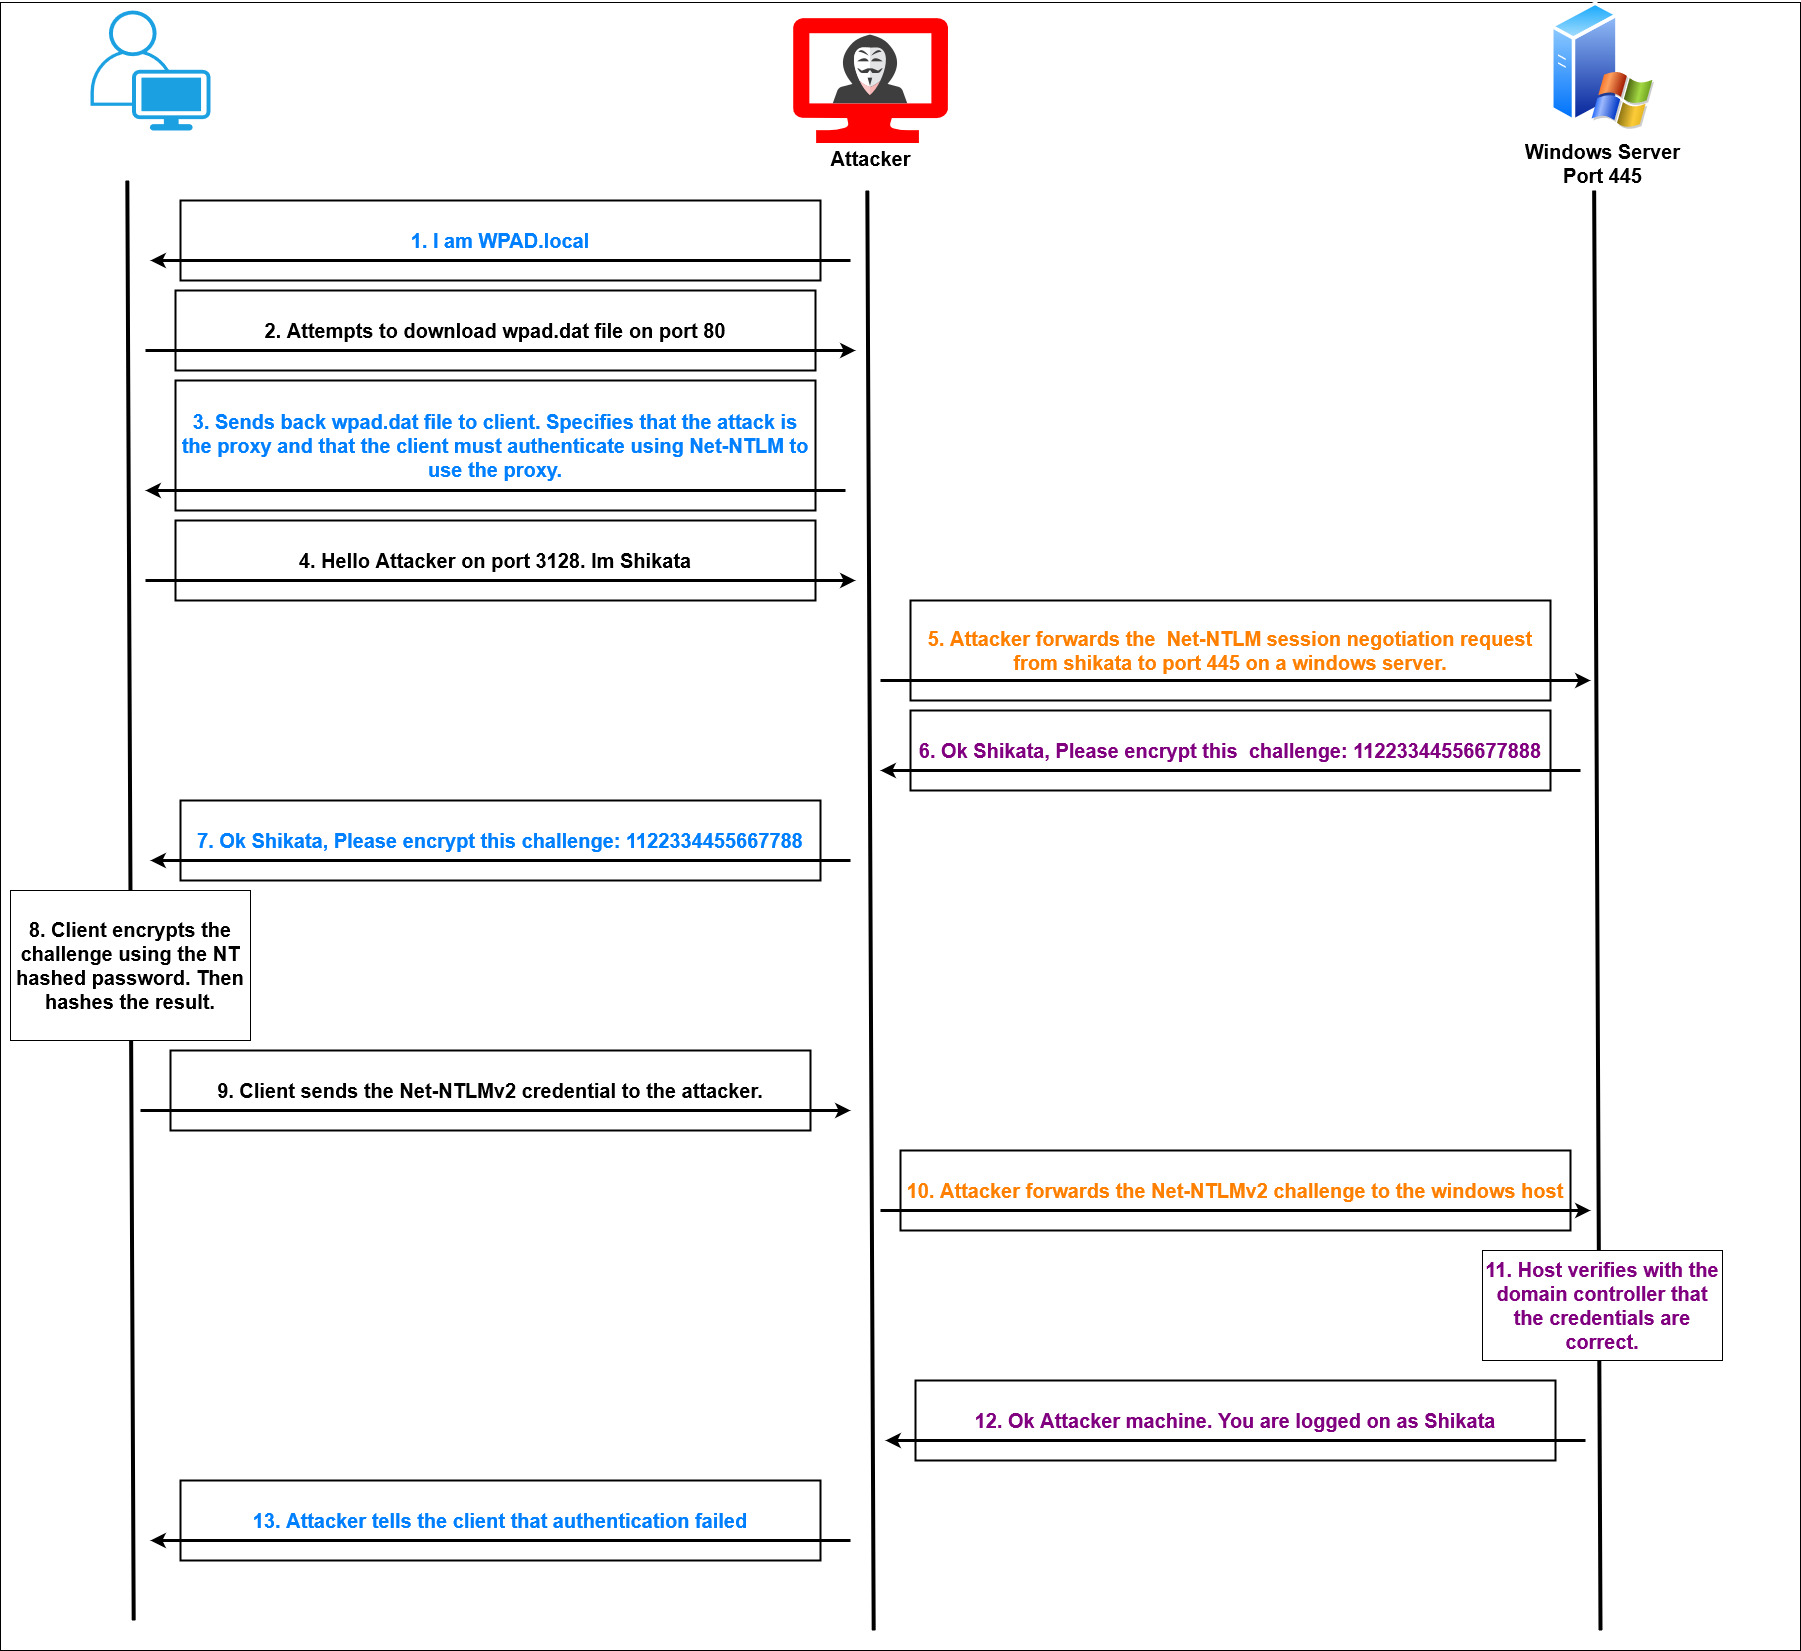 Attacker
Windows Server
Port 445
1. I am WPAD.local
2. Attempts to download wpad.dat file on port 80
3. Sends back wpad.dat file to client. Specifies that the attack is
the proxy and that the client must authenticate using Net-NTLM to
use the proxy.
4. Hello Attacker on port 3128. Im Shikata
5. Attacker forwards the  Net-NTLM session negotiation request
from shikata to port 445 on a windows server.
6. Ok Shikata, Please encrypt this  challenge: 11223344556677888
7. Ok Shikata, Please encrypt this challenge: 1122334455667788
8. Client encrypts the
challenge using the NT
hashed password. Then
hashes the result.
9. Client sends the Net-NTLMv2 credential to the attacker.
10. Attacker forwards the Net-NTLMv2 challenge to the windows host
11. Host verifies with the
domain controller that
the credentials are
correct.
12. Ok Attacker machine. You are logged on as Shikata
13. Attacker tells the client that authentication failed